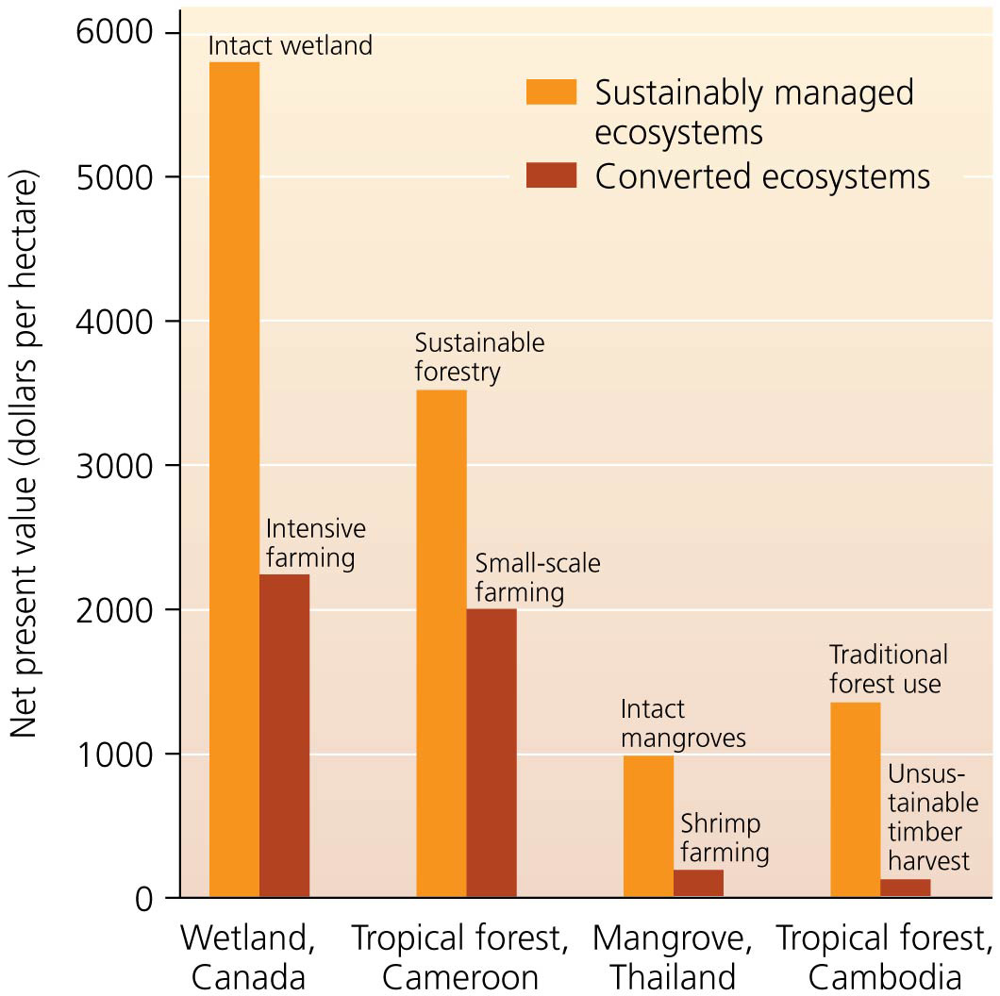 Net present value (dollars per hectare)
6000
5000
4000
3000
2000
1000
0
Sustainably managed
ecosystems
Converted ecosystems
Intact wetland
Intensive
farming
Sustainable
forestry
Small-scale
farming
Intact
mangroves
Shrimp
farming
Traditional
forest use
Unsus-
tainable
timber
harvest
Wetland,
Canada
Tropical forest,
Cameroon
Mangrove,
Thailand
Tropical forest,
Cambodia